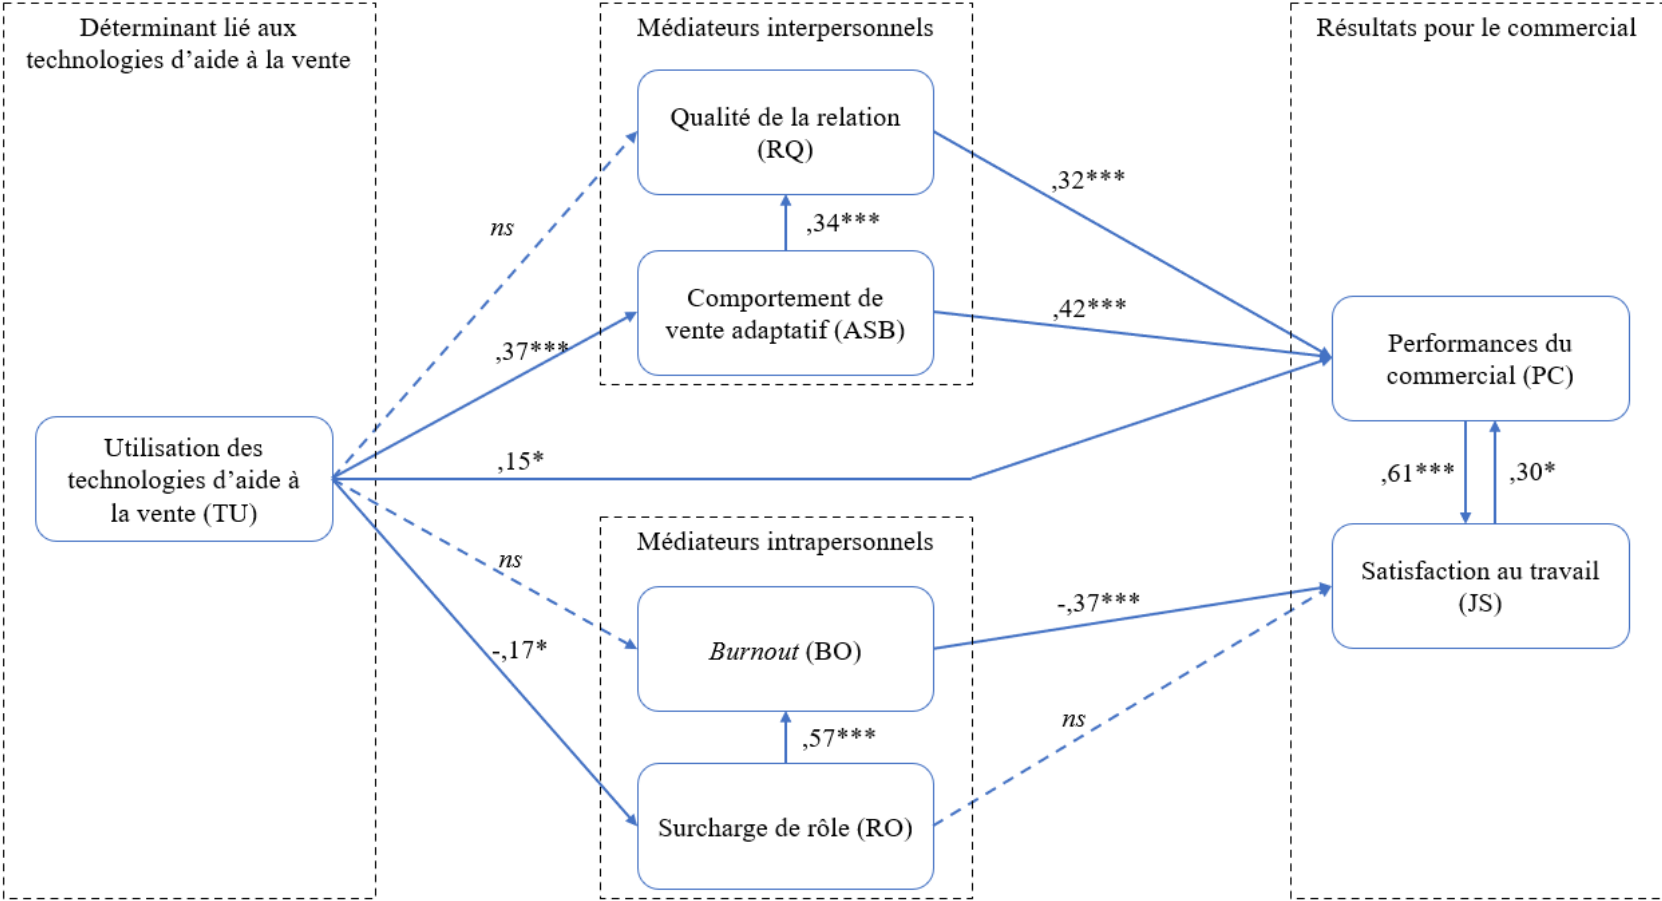 Déterminant lié aux
technologies d’aide à la vente
Médiateurs interpersonnels
Résultats pour le commercial
Qualité de la relation
(RQ)
,32***
ns
,34***
Comportement de
vente adaptatif (ASB)
,42***
,37***
Performances du
commercial (PC)
Utilisation des
technologies d’aide à
la vente (TU)
,15*
,61***
,30*
Médiateurs intrapersonnels
ns
Satisfaction au travail
(JS)
-,37***
Burnout (BO)
-,17*
ns
,57***
Surcharge de rôle (RO)